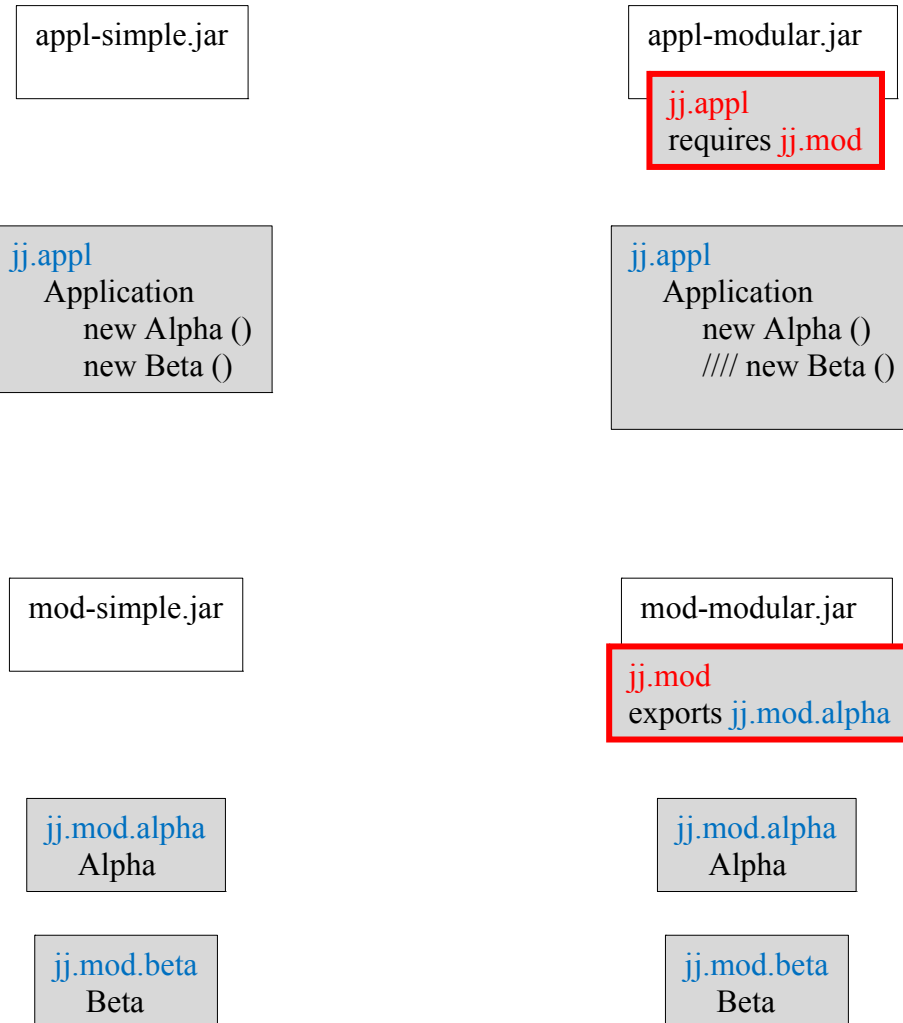 appl-simple.jar
appl-modular.jar
jj.appl
requires jj.mod
jj.appl
Application
new Alpha ()
new Beta ()
jj.appl
Application
new Alpha ()
//// new Beta ()
mod-simple.jar
mod-modular.jar
jj.mod
exports jj.mod.alpha
jj.mod.alpha
Alpha
jj.mod.alpha
Alpha
jj.mod.beta
Beta
jj.mod.beta
Beta